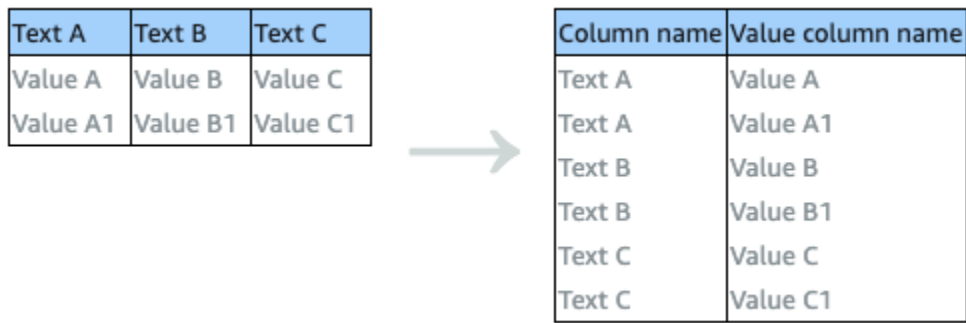 Text A Text B Text C
Value A Value B Value C
Value A1 Value B1 Value C1
Column name Value column name
Text A Value A
Text A Value A1
Text B Value B
Text B Value B1
Text C Value C
Text C Value C1